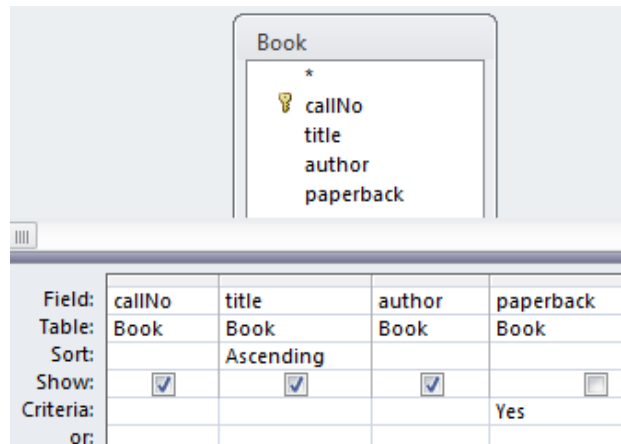 Book
*
callNo
title
author
paperback
Field: callNo title author paperback
Table: Book Book Book Book
Sort: Ascending
Show:
Criteria: Yes
or: